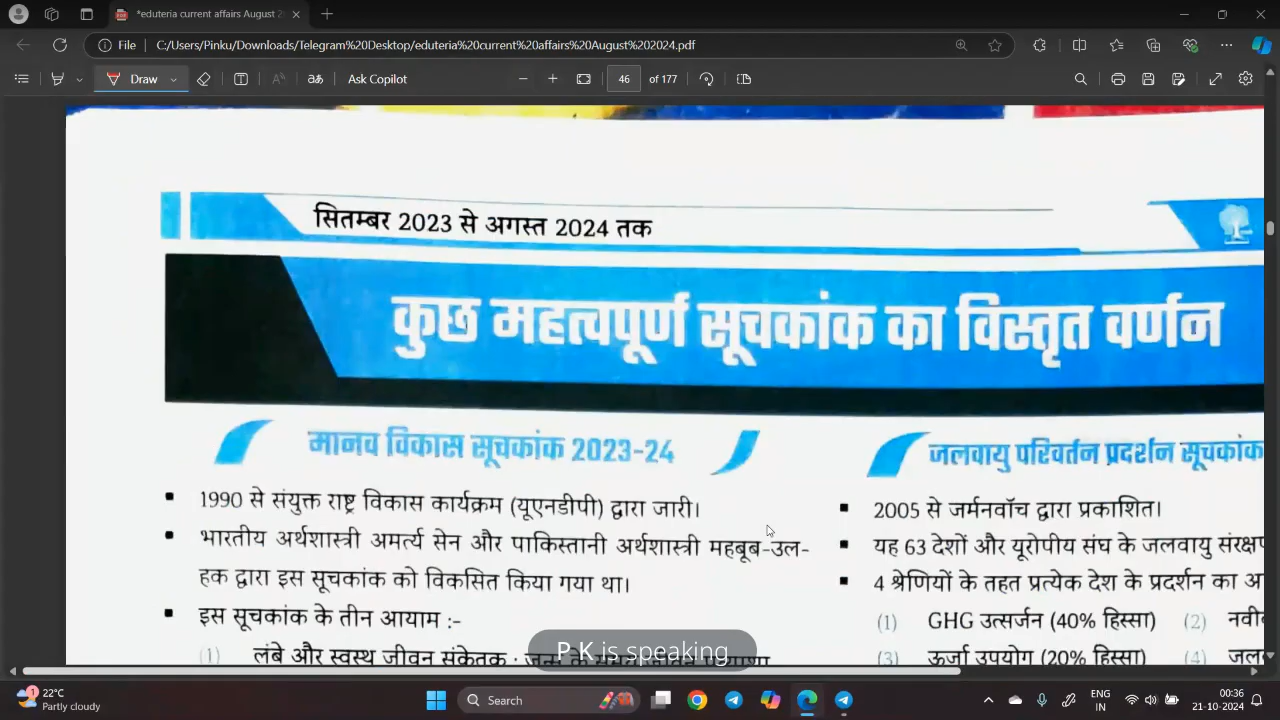 *eduteria current affairs August 2
File
C:/Users/Pinku/Downloads/Telegram%20Desktop/eduteria%20current%20affairs%20August%202024.pdf
Draw
Ask Copilot
46 of 177
सितम्बर 2023 से अगस्त 2024 तक
कुछ महत्वपूर्ण सूचकांक का विस्तृत वर्णन
मानव विकास सूचकांक 2023-24
▪ 1990 से संयुक्त राष्ट्र विकास कार्यक्रम (यूएनडीपी) द्वारा जारी।
▪ भारतीय अर्थशास्त्री अमर्त्य सेन और पाकिस्तानी अर्थशास्त्री महबूब-उल-
हक द्वारा इस सूचकांक को विकसित किया गया था।
▪ इस सूचकांक के तीन आयाम :-
(1) लंबे और स्वस्थ जीवन संकेतक :
जलवायु परिवर्तन प्रदर्शन सूचकांक
▪ 2005 से जर्मनवॉच द्वारा प्रकाशित।
▪ यह 63 देशों और यूरोपीय संघ के जलवायु
▪ 4 श्रेणियों के तहत प्रत्येक देश के प्रदर्शन का
(1) GHG उत्सर्जन (40% हिस्सा) (2)
(3) ऊर्जा उपयोग (20% हिस्सा) (4)
P K is speaking
1
22°C
Partly cloudy
Search
ENG
IN
00:36
21-10-2024